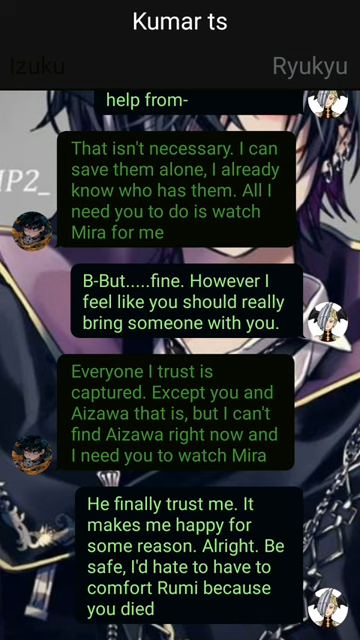 Kumar ts
Izuku
Ryukyu
help from-
IP2_
That isn't necessary. I can
save them alone, I already
know who has them. All I
need you to do is watch
Mira for me
B-But.....fine. However I
feel like you should really
bring someone with you.
Everyone I trust is
captured. Except you and
Aizawa that is, but I can't
find Aizawa right now and
I need you to watch Mira
He finally trust me. It
makes me happy for
some reason. Alright. Be
safe, I'd hate to have to
comfort Rumi because
you died